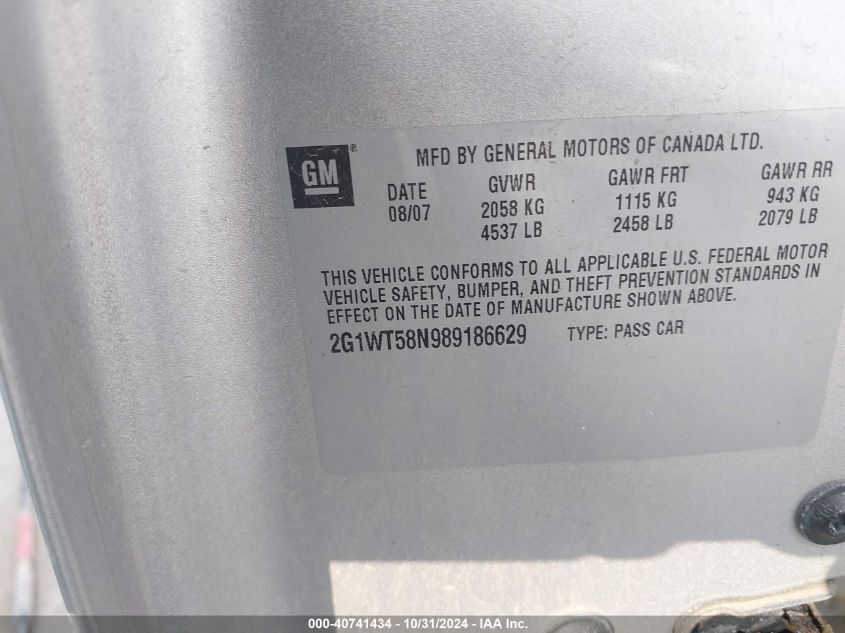 GM ®
MFD BY GENERAL MOTORS OF CANADA LTD.
DATE GVWR GAWR FRT GAWR RR
08/07 2058 KG 1115 KG 943 KG
4537 LB 2458 LB 2079 LB
THIS VEHICLE CONFORMS TO ALL APPLICABLE U.S. FEDERAL MOTOR
VEHICLE SAFETY, BUMPER, AND THEFT PREVENTION STANDARDS IN
EFFECT ON THE DATE OF MANUFACTURE SHOWN ABOVE.
2G1WT58N989186629 TYPE: PASS CAR
000-40741434 - 10/31/2024 - IAA Inc.